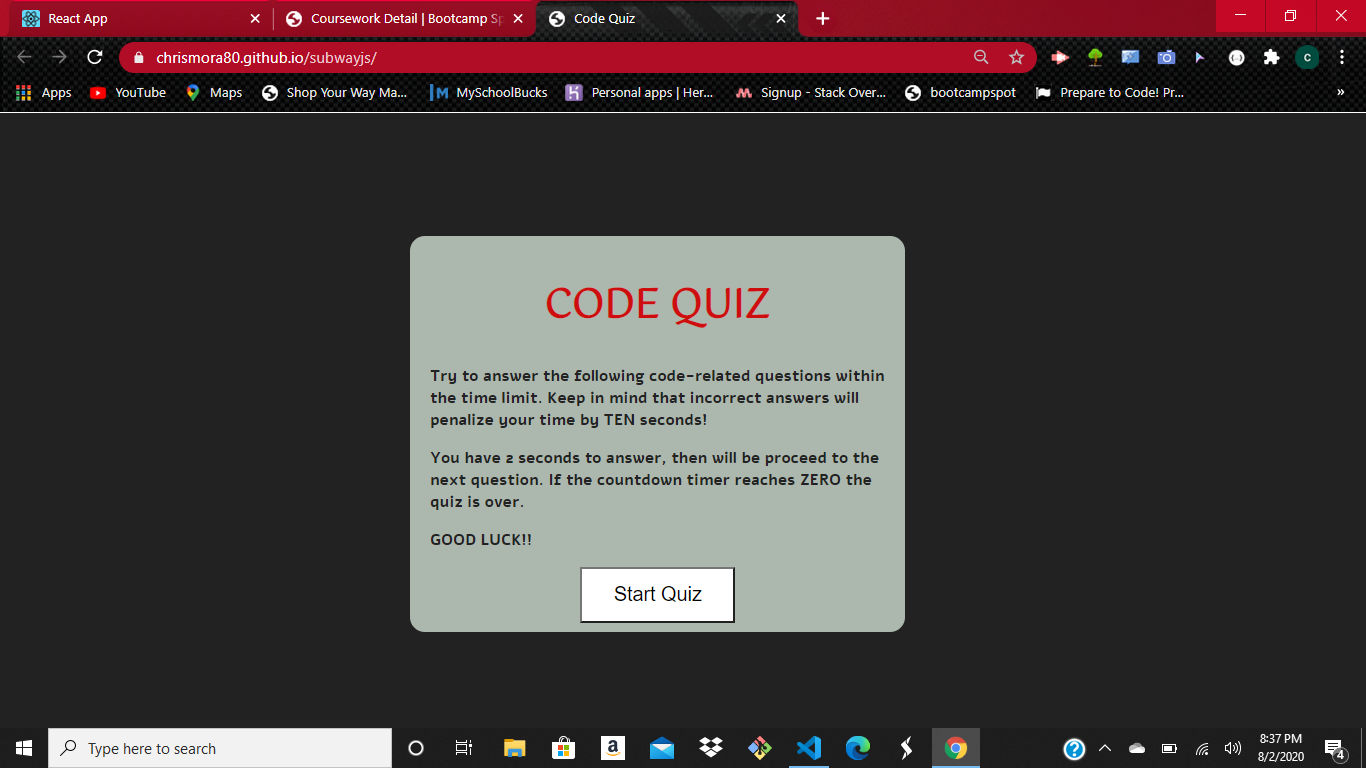 React App
Coursework Detail | Bootcamp Sp
Code Quiz
chrismora80.github.io/subwayjs/
c
Apps
YouTube
Maps
Shop Your Way Ma...
MySchoolBucks
Personal apps | Her...
Signup - Stack Over...
bootcampspot
Prepare to Code! Pr...
»
CODE QUIZ
Try to answer the following code-related questions within
the time limit. Keep in mind that incorrect answers will
penalize your time by TEN seconds!
You have 2 seconds to answer, then will be proceed to the
next question. If the countdown timer reaches ZERO the
quiz is over.
GOOD LUCK!!
Start Quiz
Type here to search
8:37 PM
8/2/2020
4